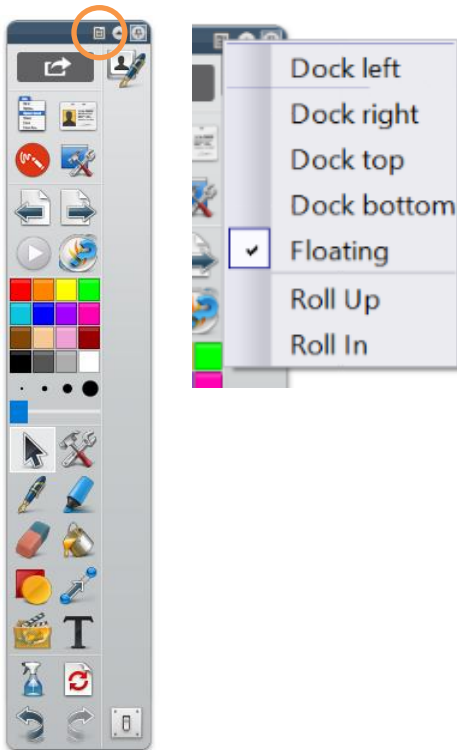 Dock left
Dock right
Dock top
Dock bottom
Floating
Roll Up
Roll In
T